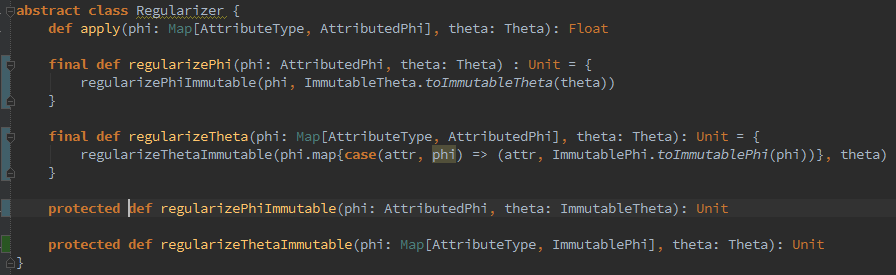 abstract class Regularizer {
def apply(phi: Map[AttributeType, AttributedPhi], theta: Theta): Float
final def regularizePhi(phi: AttributedPhi, theta: Theta) : Unit = {
regularizePhiImmutable(phi, ImmutableTheta.toImmutableTheta(theta))
}
final def regularizeTheta(phi: Map[AttributeType, AttributedPhi], theta: Theta): Unit = {
regularizeThetaImmutable(phi.map{case(attr, phi) => (attr, ImmutablePhi.toImmutablePhi(phi))}, theta)
}
protected def regularizePhiImmutable(phi: AttributedPhi, theta: ImmutableTheta): Unit
protected def regularizeThetaImmutable(phi: Map[AttributeType, ImmutablePhi], theta: Theta): Unit
}